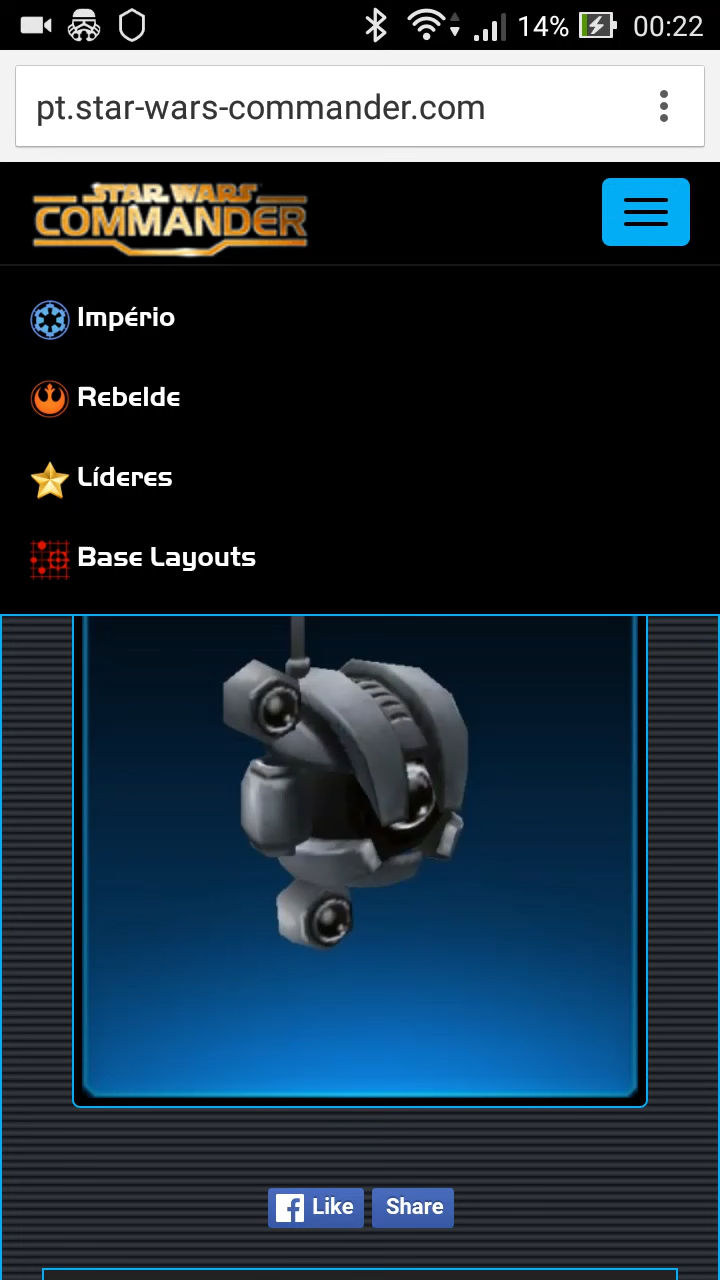 14% 00:22
pt.star-wars-commander.com
STAR WARS
COMMANDER
Império
Rebelde
Líderes
Base Layouts
Like Share